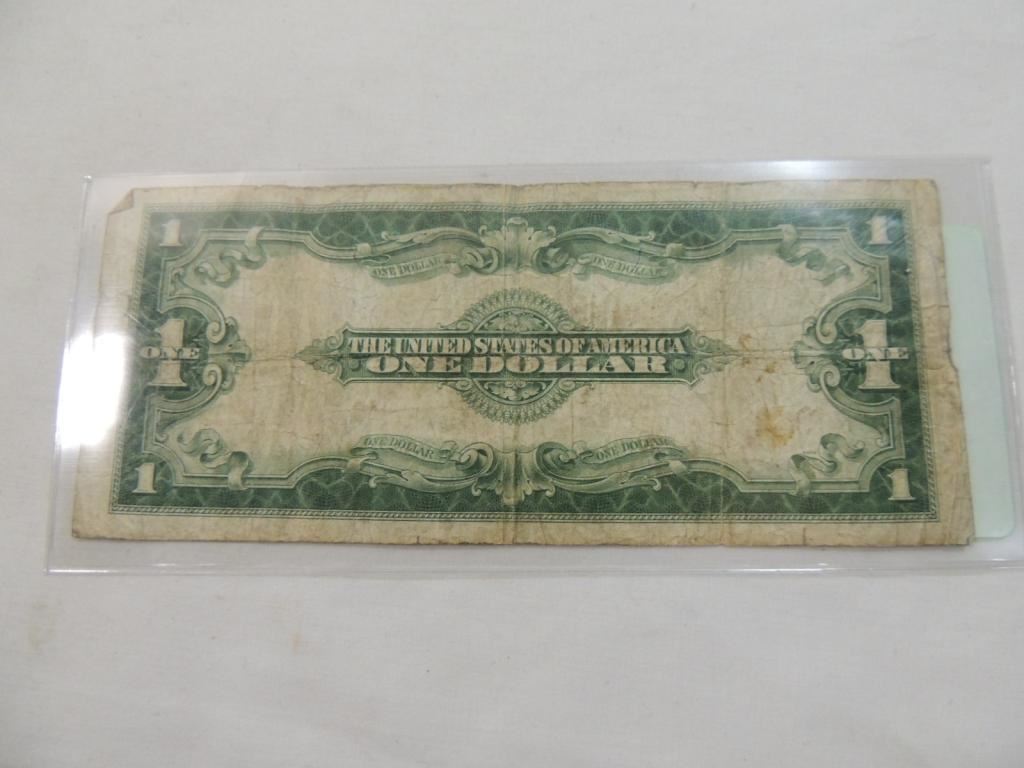 1 1
ONE DOLLAR ONE DOLLAR
1 1
ONE ONE
THE UNITED STATES OF AMERICA
ONE DOLLAR
ONE DOLLAR ONE DOLLAR
1 1